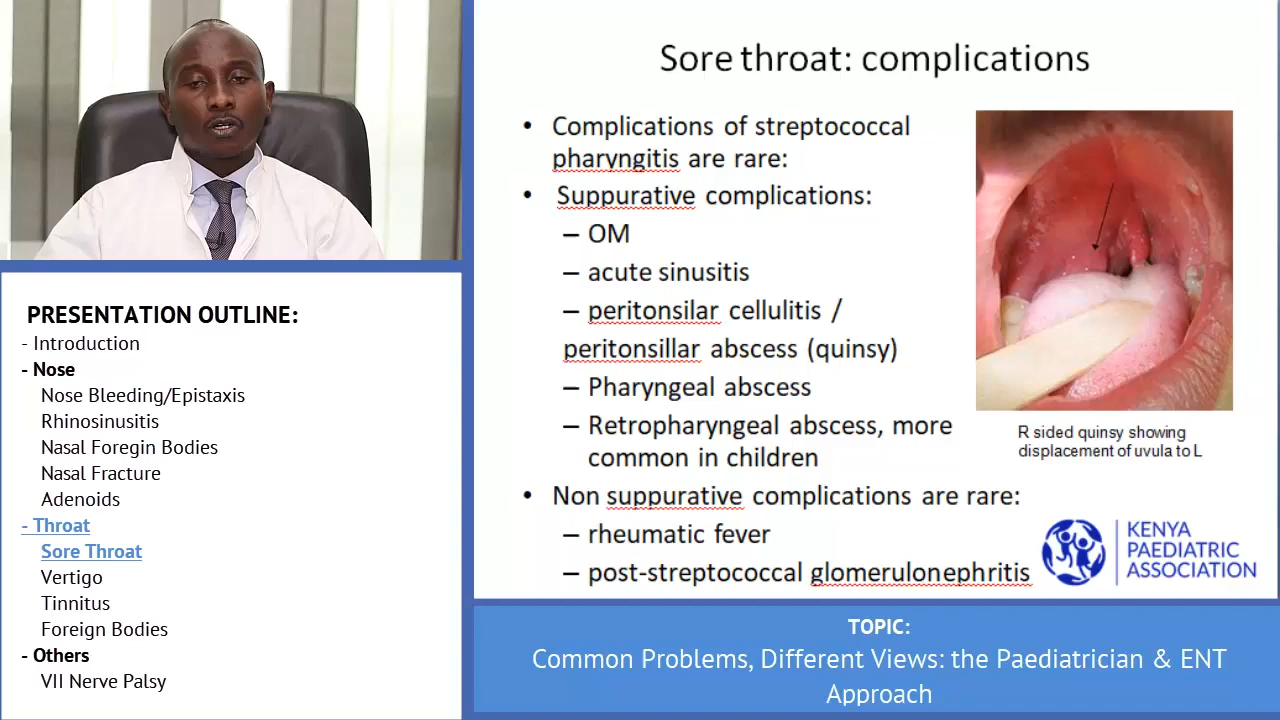 PRESENTATION OUTLINE:
- Introduction
- Nose
Nose Bleeding/Epistaxis
Rhinosinusitis
Nasal Foregin Bodies
Nasal Fracture
Adenoids
- Throat
Sore Throat
Vertigo
Tinnitus
Foreign Bodies
- Others
VII Nerve Palsy
Sore throat: complications
• Complications of streptococcal
pharyngitis are rare:
• Suppurative complications:
– OM
– acute sinusitis
– peritonsilar cellulitis /
peritonsillar abscess (quinsy)
– Pharyngeal abscess
– Retropharyngeal abscess, more
common in children
• Non suppurative complications are rare:
– rheumatic fever
– post-streptococcal glomerulonephritis
R sided quinsy showing
displacement of uvula to L
KENYA
PAEDIATRIC
ASSOCIATION
TOPIC:
Common Problems, Different Views: the Paediatrician & ENT
Approach